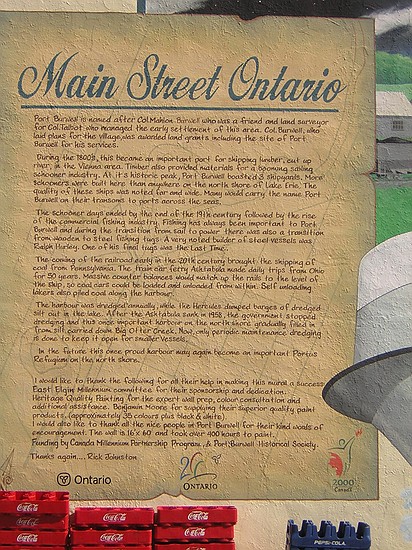 Main Street Ontario
Port Burwell is named after Col. Mahlon Burwell who was a friend and land surveyor
for Col. Talbot who managed the early settlement of this area. Col. Burwell, who
laid plans for the village, was awarded land grants including the site of Port
Burwell for his services.
During the 1800's, this became an important port for shipping lumber, cut up
river, in the Vienna area. Timber also provided materials for a booming sailing
schooner industry. At it's historic peak, Port Burwell boasted 3 shipyards. More
schooners were built here than anywhere on the north shore of Lake Erie. The
quality of these ships was noted far and wide. Many would carry the name Port
Burwell on their transoms to ports across the seas.
The schooner days ended by the end of the 19th century followed by the rise
of the commercial fishing industry. Fishing has always been important to Port
Burwell and during the transition from sail to power there was also a transition
from wooden to steel fishing tugs. A very noted builder of steel vessels was
Ralph Hurley. One of his final tugs was the Last Time.
The coming of the railroad early in the 20th century brought the shipping of
coal from Pennsylvania. The train car ferry Ashtabula made daily trips from Ohio
for 50 years. Massive counter balances would match up the rails to the level of
the ship, so coal cars could be loaded and unloaded from within. Self unloading
lakers also piled coal along the harbour.
The harbour was dredged annually, while the Hercules dumped barges of dredged
silt out in the lake. After the Ashtabula sank in 1958, the government stopped
dredging and this once important harbour on the north shore gradually filled in
from silt carried down Big Otter Creek. Now, only periodic maintenance dredging
is done to keep it open for smaller vessels.
In the future this once proud harbour may again become an important Portus
Refugium on the north shore.
I would like to thank the following for all their help in making this mural a success
East Elgin Millennium Committee for their sponsorship and dedication.
Heritage Quality Painting for the expert wall prep, colour consultation and
additional assistance. Benjamin Moore for supplying their superior quality paint
product. (approximately 35 colours plus black & white)
I would also like to thank all the nice people in Port Burwell for their kind words of
encouragement. The wall is 16' x 60' and took over 400 hours to paint.
Funding by Canada Millennium Partnership Program, & Port Burwell Historical Society.
Thanks again.... Rick Johnston
Ontario
ONTARIO
2000
Canada
Coca-Cola
Coca-Cola
Coca-Cola
Coca-Cola
Coca-Cola
Coca-Cola
PEPSI-COLA